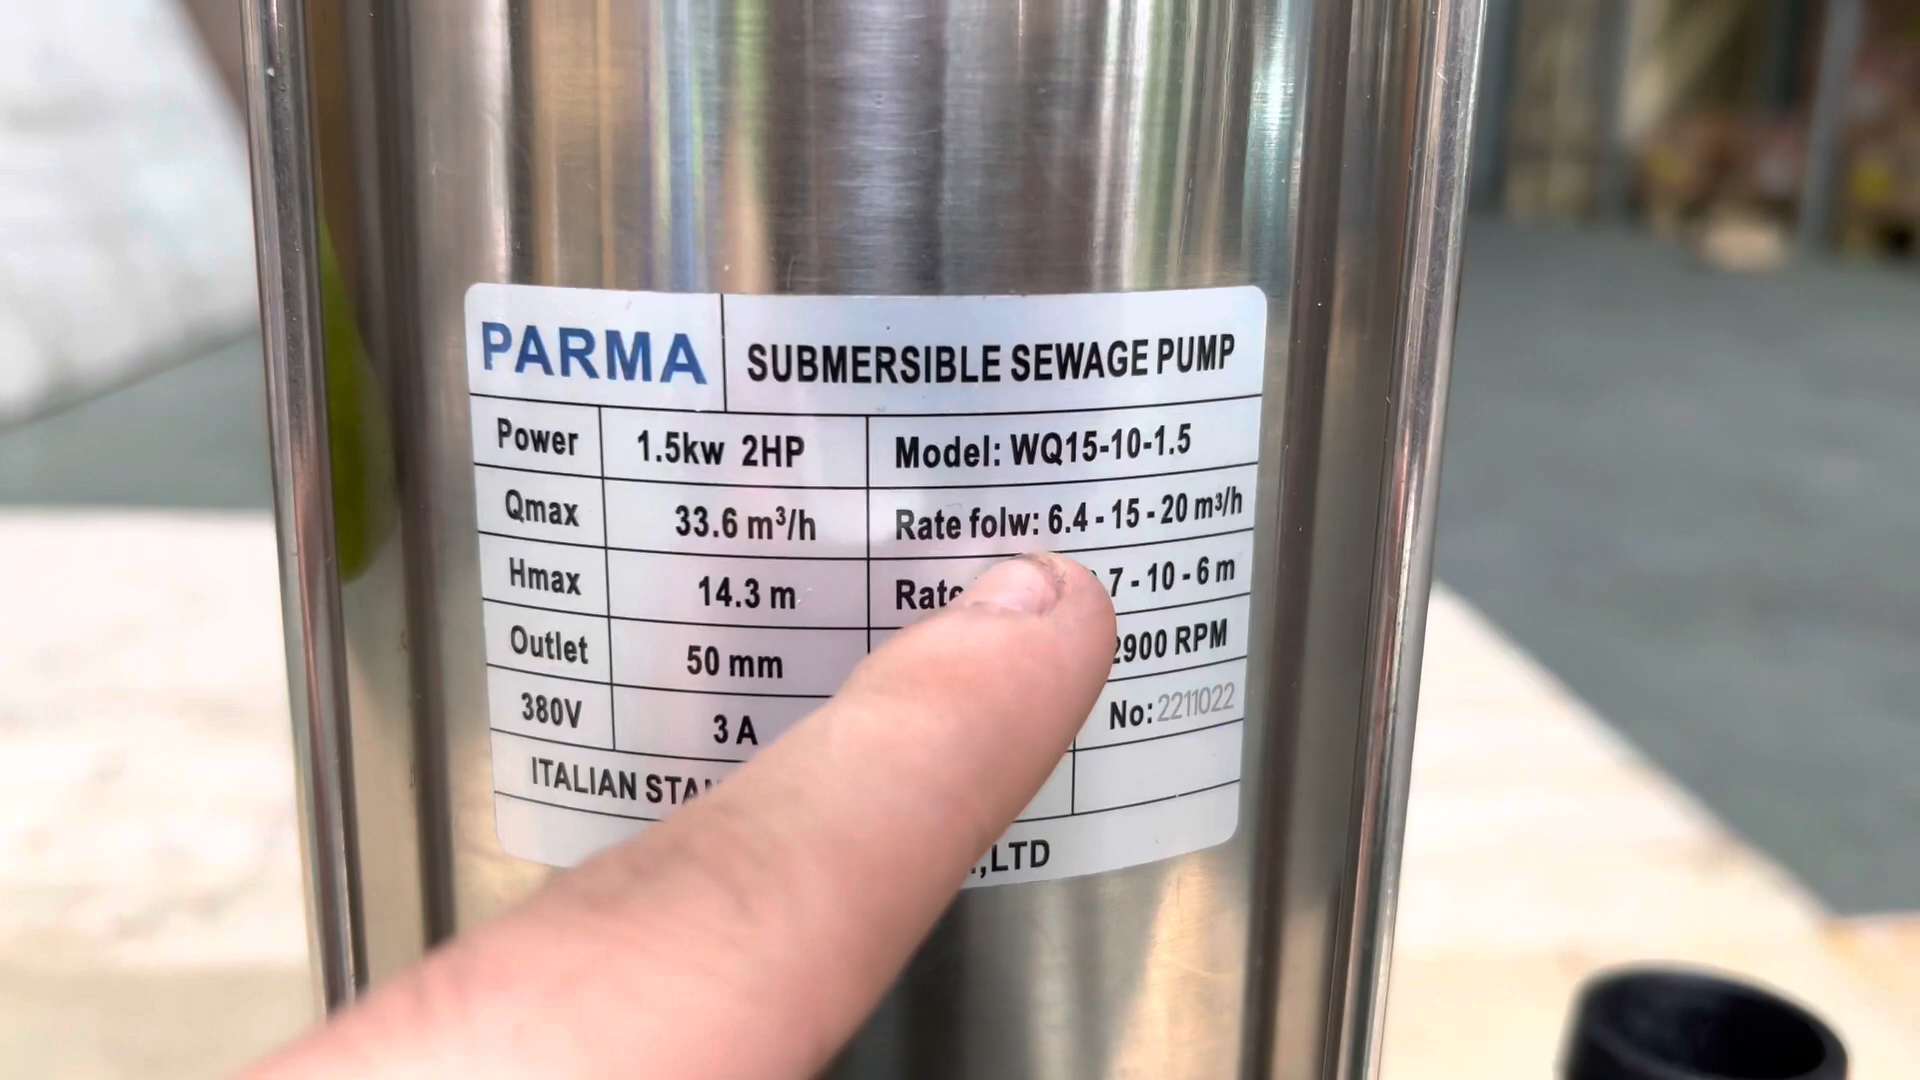 PARMA SUBMERSIBLE SEWAGE PUMP
Power 1.5kw 2HP Model: WQ15-10-1.5
Qmax 33.6 m³/h Rate folw: 6.4 - 15 - 20 m³/h
Hmax 14.3 m Rate 7 - 10 - 6 m
Outlet 50 mm 2900 RPM
380V 3 A No: 2211022
ITALIAN
,LTD